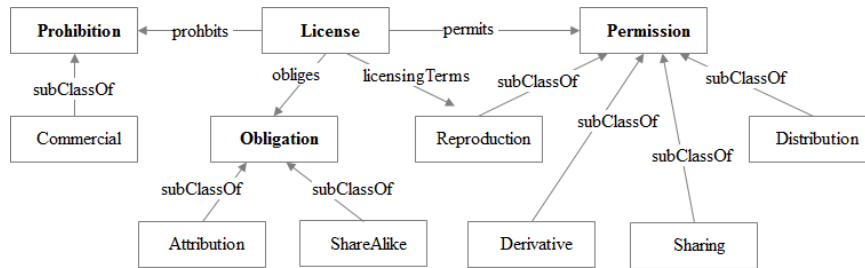 Prohibition
prohbits
License
permits
Permission
subClassOf
obliges
licensingTerms
subClassOf
subClassOf
Commercial
Obligation
Reproduction
subClassOf
Distribution
subClassOf
subClassOf
subClassOf
Attribution
ShareAlike
Derivative
Sharing